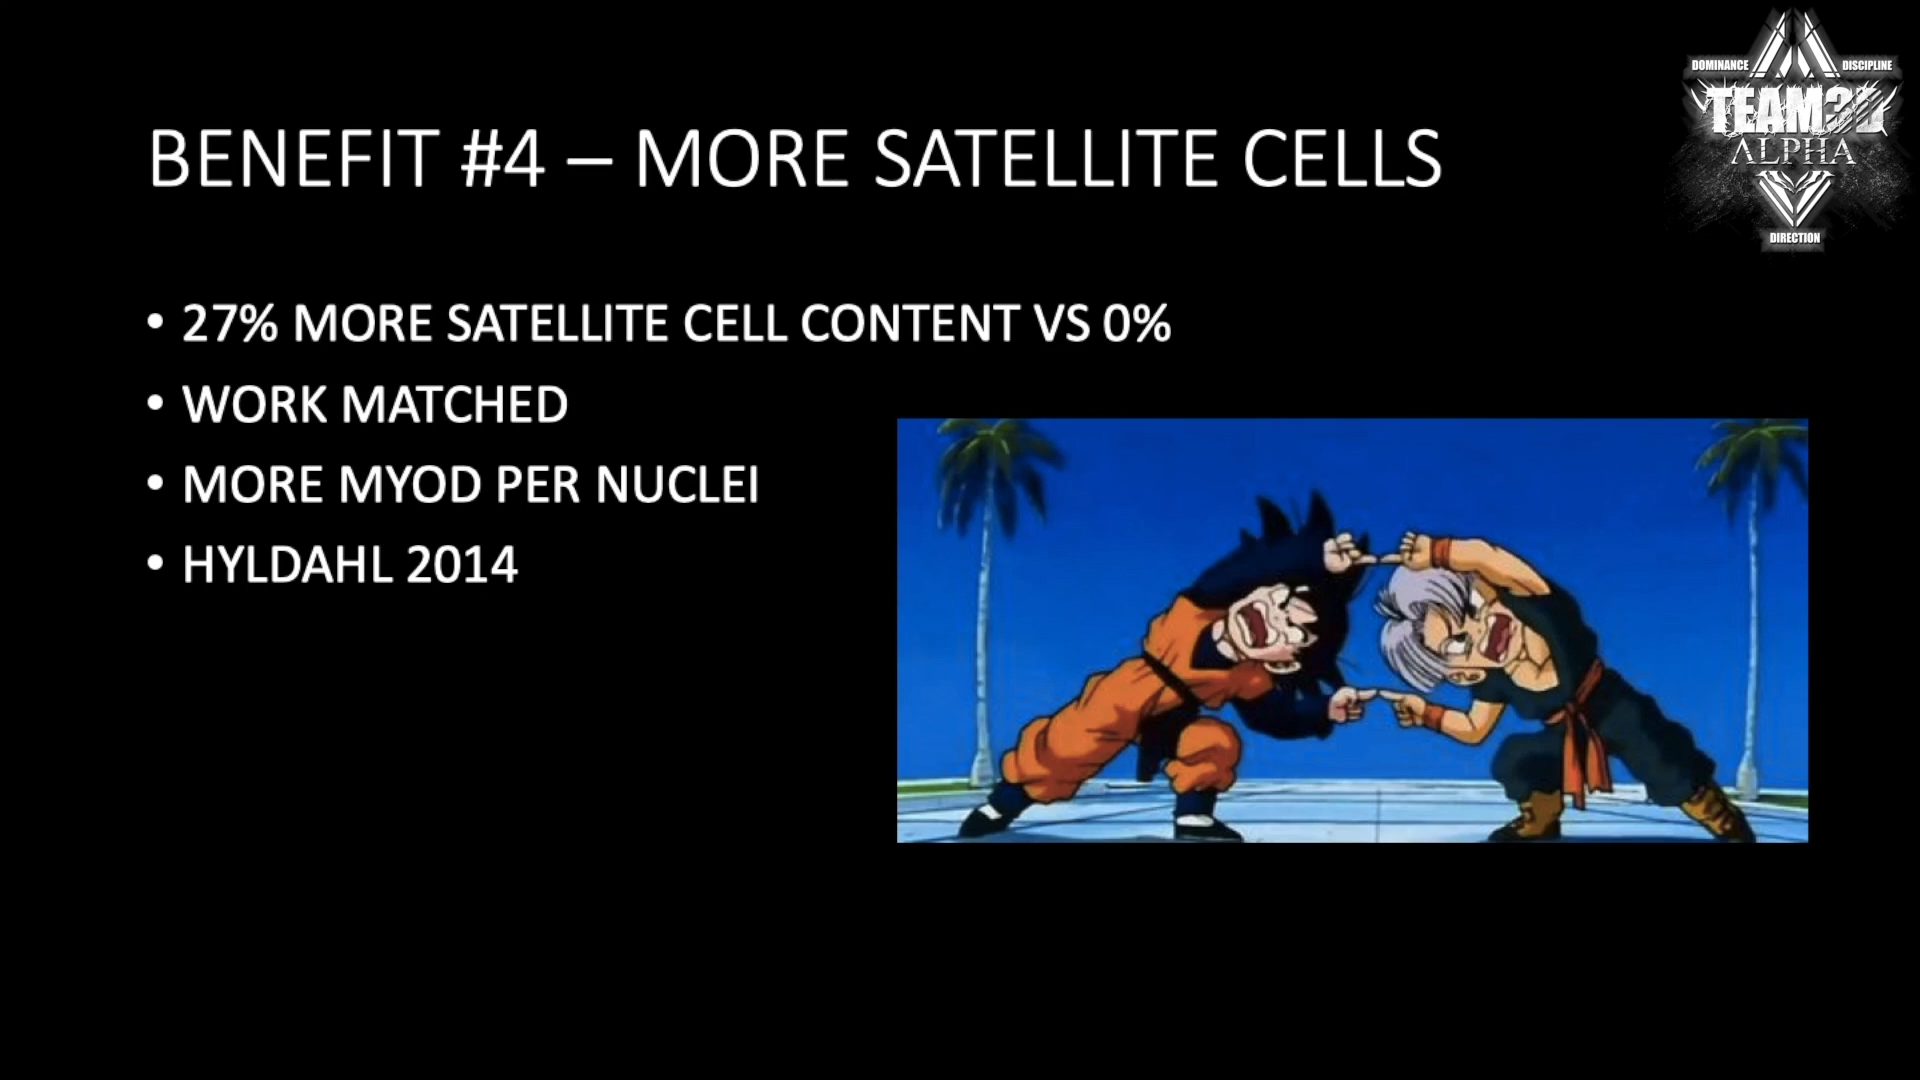 DOMINANCE
DISCIPLINE
TEAM3D
ALPHA
DIRECTION
BENEFIT #4 – MORE SATELLITE CELLS
• 27% MORE SATELLITE CELL CONTENT VS 0%
• WORK MATCHED
• MORE MYOD PER NUCLEI
• HYLDAHL 2014